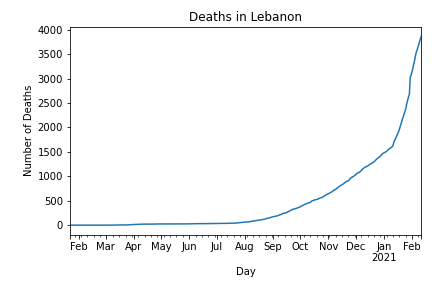 Deaths in Lebanon
4000
3500
3000
2500
2000
1500
1000
500
0
Number of Deaths
Feb Mar Apr May Jun Jul Aug Sep Oct Nov Dec Jan Feb
2021
Day